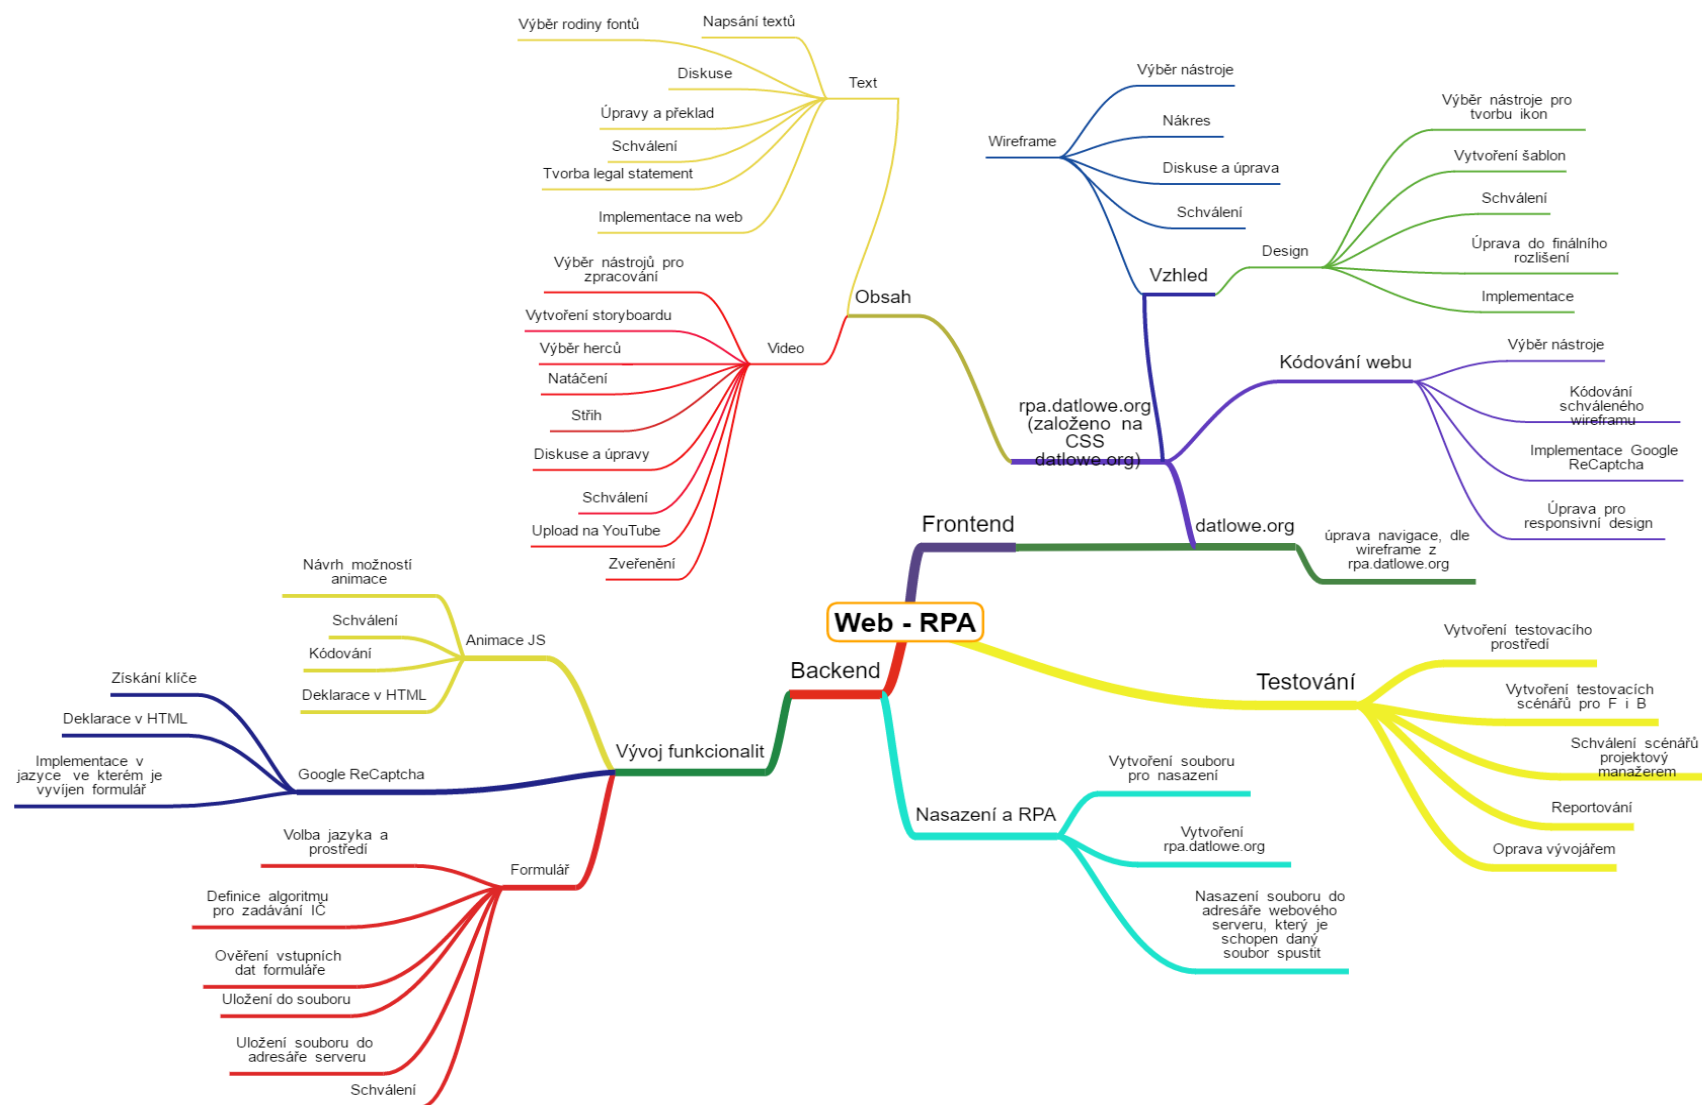 Výběr rodiny fontů
Napsání textů
Diskuse
Text
Úpravy a překlad
Schválení
Tvorba legal statement
Implementace na web
Výběr nástrojů pro
zpracování
Vytvoření storyboardu
Výběr herců
Video
Natáčení
Střih
Diskuse a úpravy
Schválení
Upload na YouTube
Zveřenění
Obsah
Wireframe
Výběr nástroje
Nákres
Diskuse a úprava
Schválení
Vzhled
Design
Výběr nástroje pro
tvorbu ikon
Vytvoření šablon
Schválení
Úprava do finálního
rozlišení
Implementace
Kódování webu
Výběr nástroje
Kódování
schváleného
wireframu
Implementace Google
ReCaptcha
Úprava pro
responsivní design
rpa.datlowe.org
(založeno na
CSS
datlowe.org)
Frontend
datlowe.org
úprava navigace, dle
wireframe z
rpa.datlowe.org
Web - RPA
Backend
Testování
Vytvoření testovacího
prostředí
Vytvoření testovacích
scénářů pro F i B
Schválení scénářů
projektový
manažerem
Reportování
Oprava vývojářem
Nasazení a RPA
Vytvoření souboru
pro nasazení
Vytvoření
rpa.datlowe.org
Nasazení souboru do
adresáře webového
serveru, který je
schopen daný
soubor spustit
Vývoj funkcionalit
Animace JS
Návrh možností
animace
Schválení
Kódování
Deklarace v HTML
Google ReCaptcha
Získání klíče
Deklarace v HTML
Implementace v
jazyce ve kterém je
vyvíjen formulář
Formulář
Volba jazyka a
prostředí
Definice algoritmu
pro zadávání IČ
Ověření vstupních
dat formuláře
Uložení do souboru
Uložení souboru do
adresáře serveru
Schválení